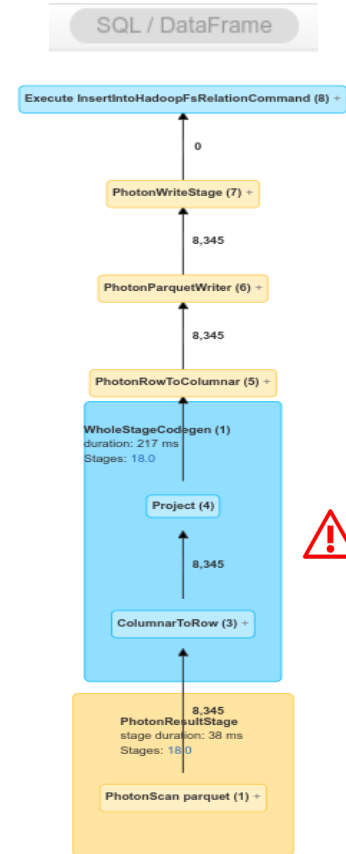 SQL / DataFrame
Execute InsertIntoHadoopFsRelationCommand (8) +
0
PhotonWriteStage (7) +
8,345
PhotonParquetWriter (6) +
8,345
PhotonRowToColumnar (5) +
WholeStageCodegen (1)
duration: 217 ms
Stages: 18.0
Project (4)
8,345
ColumnarToRow (3) +
8,345
PhotonResultStage
stage duration: 38 ms
Stages: 18.0
PhotonScan parquet (1) +